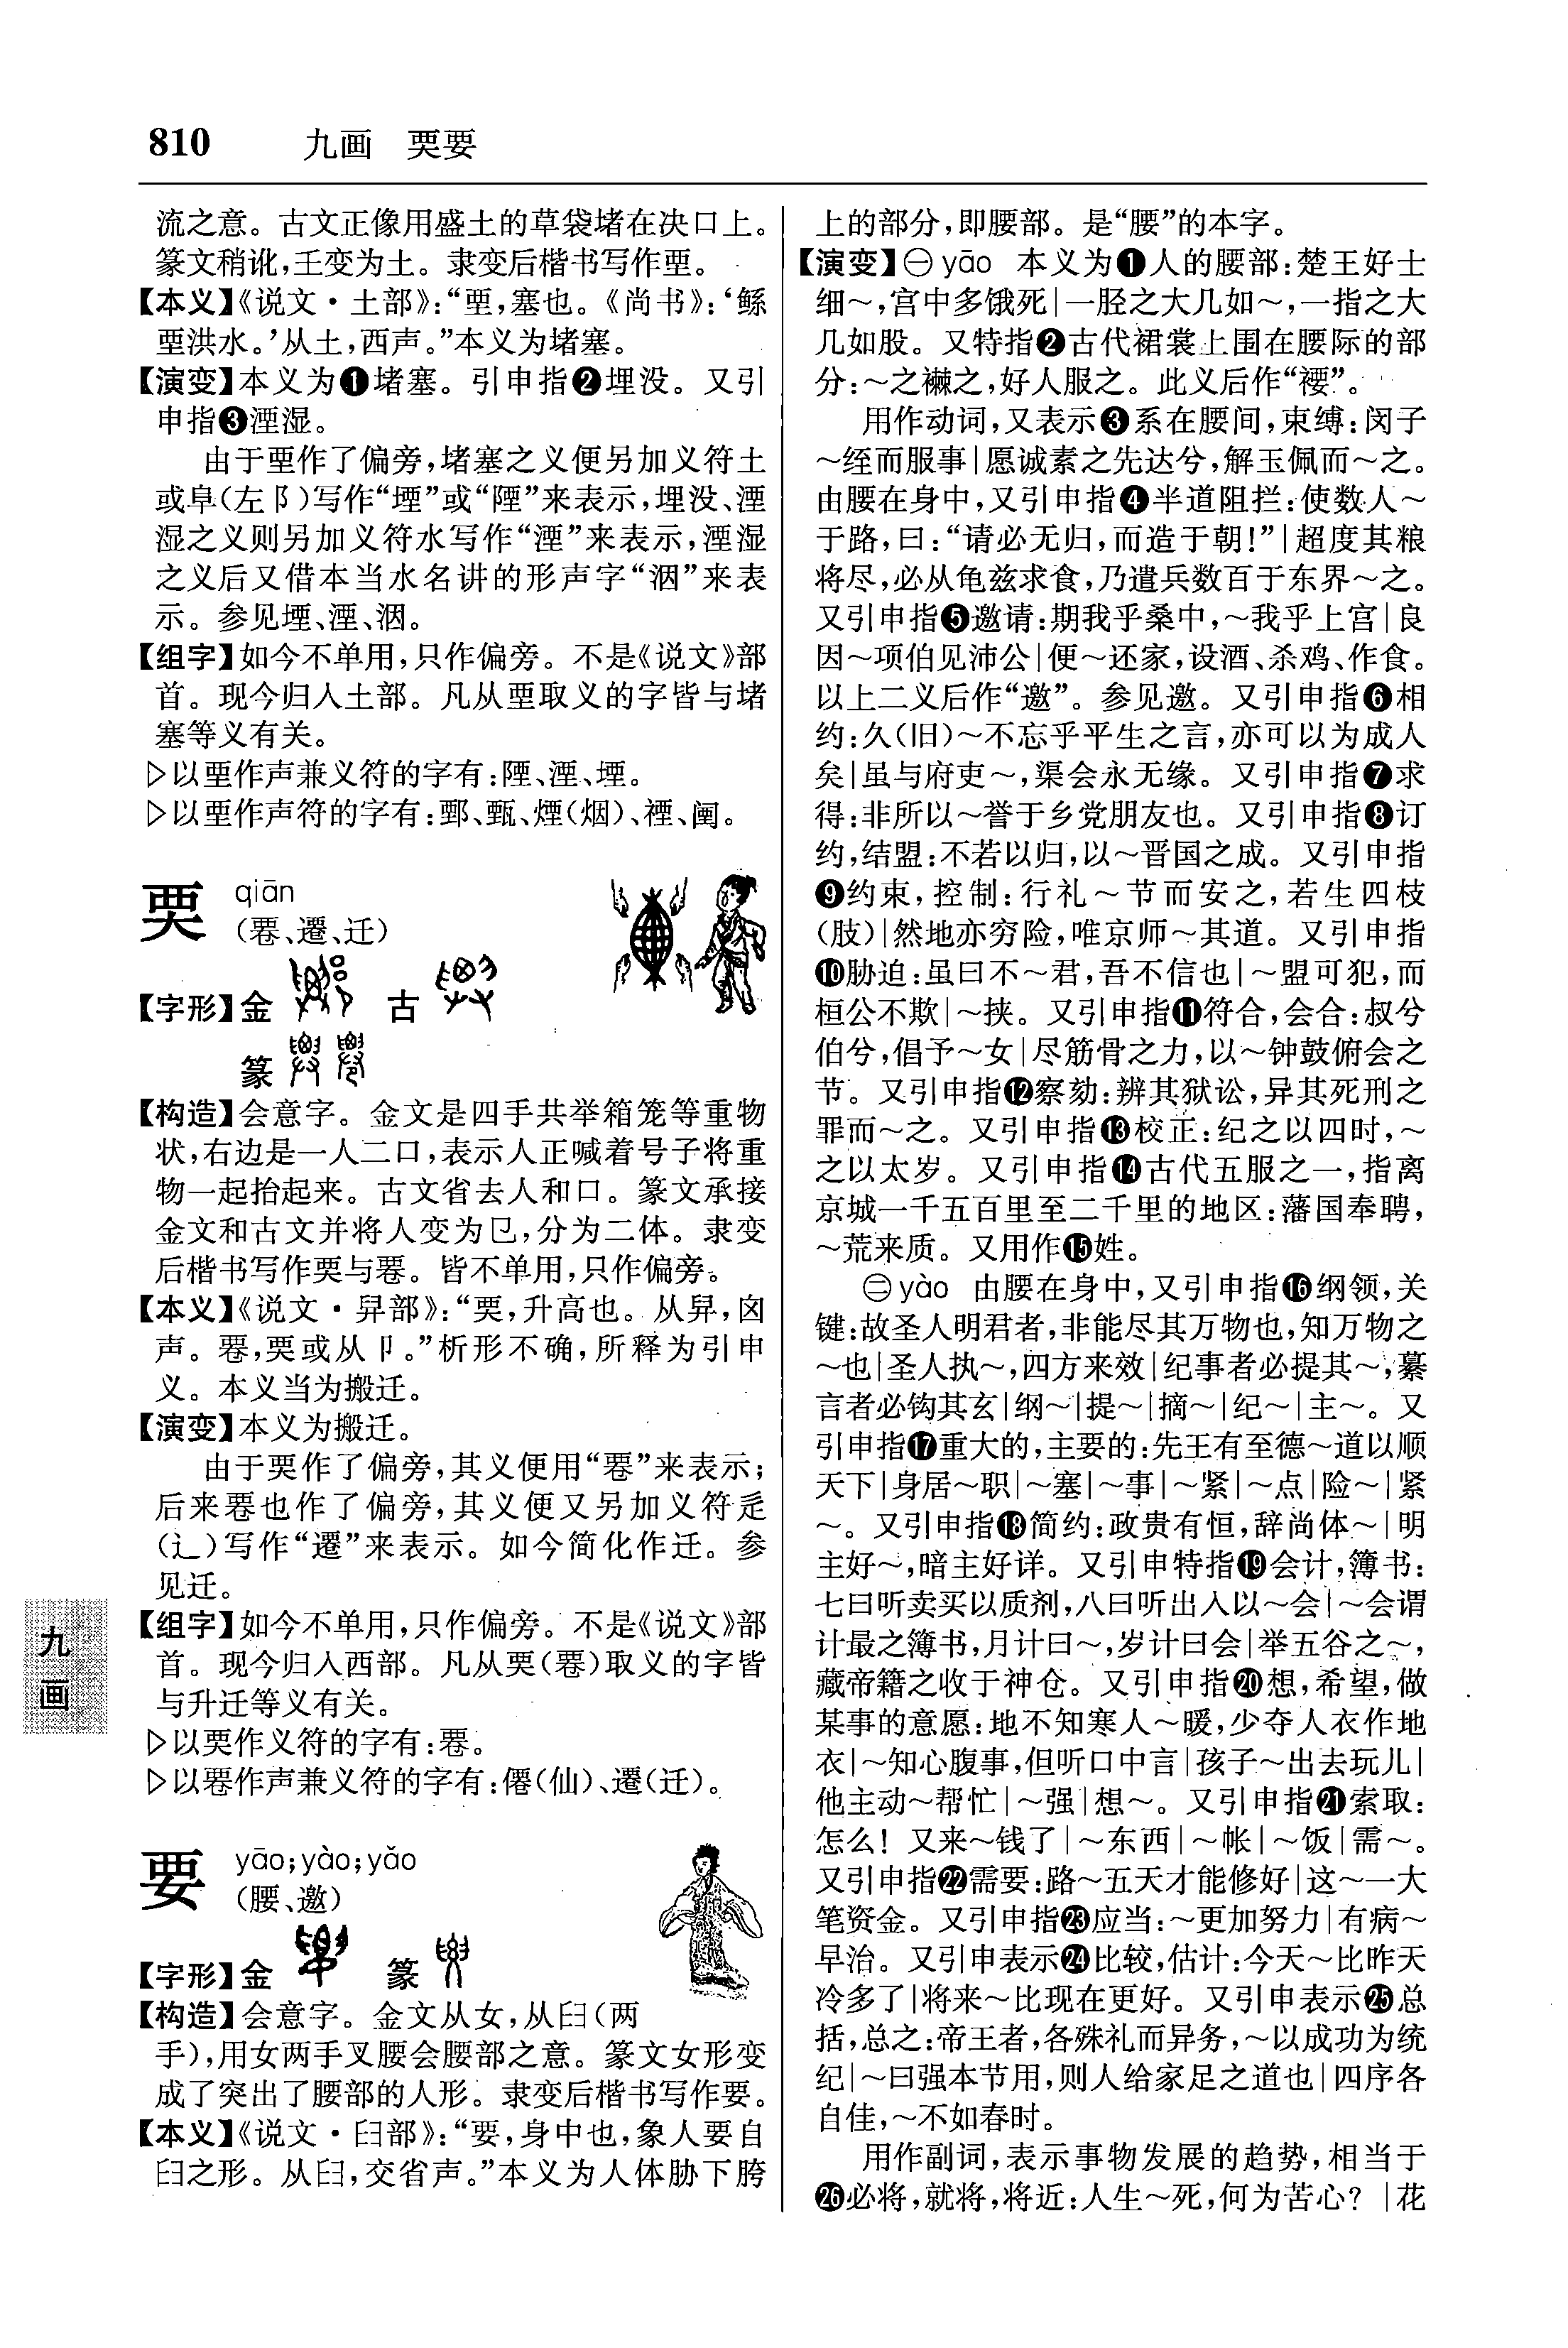 810 九画 䙴要
流之意。古文正像用盛土的草袋堵在决口上。
篆文稍讹,壬变为土。隶变后楷书写作垔。
【本义】《说文·土部》:“垔,塞也。《尚书》:‘鲧
垔洪水。’从土,西声。”本义为堵塞。
【演变】本义为❶堵塞。引申指❷埋没。又引
申指❸湮湿。
由于垔作了偏旁,堵塞之义便另加义符土
或阜(左阝)写作“堙”或“陻”来表示,埋没、湮
湿之义则另加义符水写作“湮”来表示,湮湿
之义后又借本当水名讲的形声字“洇”来表
示。参见堙、湮、洇。
【组字】如今不单用,只作偏旁。不是《说文》部
首。现今归入土部。凡从垔取义的字皆与堵
塞等义有关。
▷以垔作声兼义符的字有:陻、湮、堙。
▷以垔作声符的字有:鄄、甄、煙(烟)、禋、闉。
qiān
(䙴、遷、迁)
【字形】金 古
篆
【构造】会意字。金文是四手共举箱笼等重物
状,右边是一人二口,表示人正喊着号子将重
物一起抬起来。古文省去人和口。篆文承接
金文和古文并将人变为㔾,分为二体。隶变
后楷书写作与䙴。皆不单用,只作偏旁。
【本义】《说文·舁部》:“,升高也。从舁,囟
声。䙴,或从卩。”析形不确,所释为引申
义。本义当为搬迁。
【演变】本义为搬迁。
由于作了偏旁,其义便用“䙴”来表示;
后来䙴也作了偏旁,其义便又另加义符辵
(辶)写作“遷”来表示。如今简化作迁。参
见迁。
【组字】如今不单用,只作偏旁。不是《说文》部
首。现今归入西部。凡从(䙴)取义的字皆
与升迁等义有关。
▷以作义符的字有:䙴。
▷以䙴作声兼义符的字有:僊(仙)、遷(迁)。
要 yāo;yào;yǎo
(腰、邀)
【字形】金 篆
【构造】会意字。金文从女,从𦥑(两
手),用女两手叉腰会腰部之意。篆文女形变
成了突出了腰部的人形。隶变后楷书写作要。
【本义】《说文·𦥑部》:“要,身中也,象人要自
𦥑之形。从𦥑,交省声。”本义为人体胁下胯
上的部分,即腰部。是“腰”的本字。
【演变】㊀yāo 本义为❶人的腰部:楚王好士
细～,宫中多饿死|一胫之大几如～,一指之大
几如股。又特指❷古代裙裳上围在腰际的部
分:～之襋之,好人服之。此义后作“褄”。
用作动词,又表示❸系在腰间,束缚:闵子
～绖而服事|愿诚素之先达兮,解玉佩而～之。
由腰在身中,又引申指❹半道阻拦:使数人～
于路,曰:“请必无归,而造于朝!”|超度其粮
将尽,必从龟兹求食,乃遣兵数百于东界～之。
又引申指❺邀请:期我乎桑中,～我乎上宫|良
因～项伯见沛公|便～还家,设酒、杀鸡、作食。
以上二义后作“邀”。参见邀。又引申指❻相
约:久(旧)～不忘乎平生之言,亦可以为成人
矣|虽与府吏～,渠会永无缘。又引申指❼求
得:非所以～誉于乡党朋友也。又引申指❽订
约,结盟:不若以归,以～晋国之成。又引申指
❾约束,控制:行礼～节而安之,若生四枝
(肢)|然地亦穷险,唯京师～其道。又引申指
❿胁迫:虽曰不～君,吾不信也|～盟可犯,而
桓公不欺|～挟。又引申指⓫符合,会合:叔兮
伯兮,倡予～女|尽筋骨之力,以～钟鼓俯会之
节。又引申指⓬察劾:辨其狱讼,异其死刑之
罪而～之。又引申指⓭校正:纪之以四时,～
之以太岁。又引申指⓮古代五服之一,指离
京城一千五百里至二千里的地区:藩国奉聘,
～荒来质。又用作⓯姓。
㊁yào 由腰在身中,又引申指⓰纲领,关
键:故圣人明君者,非能尽其万物也,知万物之
～也|圣人执～,四方来效|纪事者必提其～,纂
言者必钩其玄|纲～|提～|摘～|纪～|主～。又
引申指⓱重大的,主要的:先王有至德～道以顺
天下|身居～职|～塞|～事|～紧|～点|险～|紧
～。又引申指⓲简约:政贵有恒,辞尚体～|明
主好～,暗主好详。又引申特指⓳会计,簿书:
七曰听卖买以质剂,八曰听出入以～会|～会谓
计最之簿书,月计曰～,岁计曰会|举五谷之～,
藏帝籍之收于神仓。又引申指⓴想,希望,做
某事的意愿:地不知寒人～暖,少夺人衣作地
衣|～知心腹事,但听口中言|孩子～出去玩儿|
他主动～帮忙|～强|想～。又引申指㉑索取:
怎么!又来～钱了|～东西|～帐|～饭|需～。
又引申指㉒需要:路～五天才能修好|这～一大
笔资金。又引申指㉓应当:～更加努力|有病～
早治。又引申表示㉔比较,估计:今天～比昨天
冷多了|将来～比现在更好。又引申表示㉕总
括,总之:帝王者,各殊礼而异务,～以成功为统
纪|～曰强本节用,则人给家足之道也|四序各
自佳,～不如春时。
用作副词,表示事物发展的趋势,相当于
㉖必将,就将,将近:人生～死,何为苦心?|花
九画